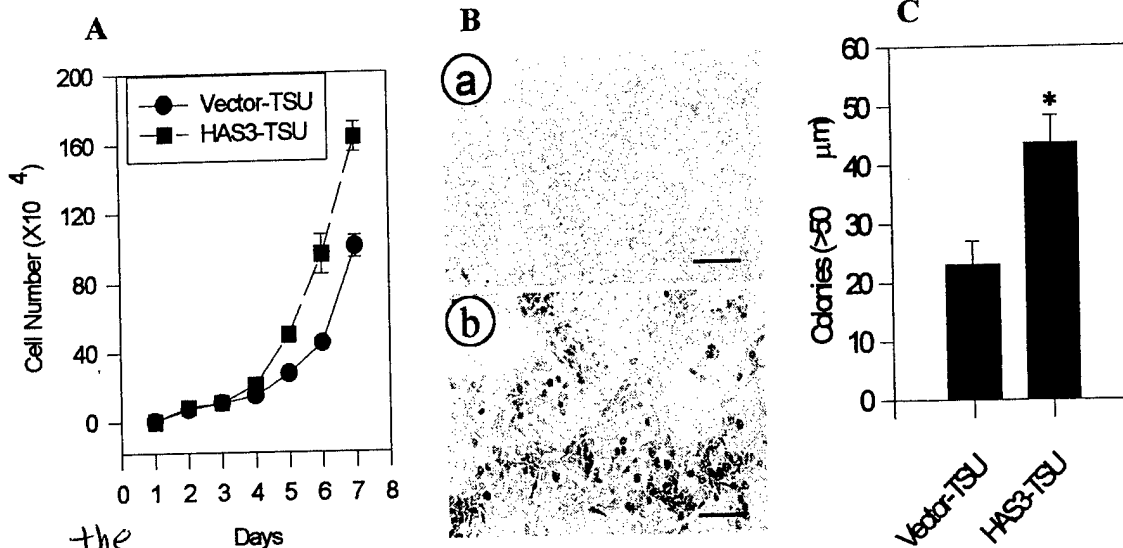 A
Cell Number (X10 4)
200
160
120
80
40
0
Vector-TSU
HAS3-TSU
0 1 2 3 4 5 6 7 8
Days
the
B
a
b
C
Colonies (>50 μm)
60
50
40
30
20
10
0
*
Vector-TSU
HAS3-TSU